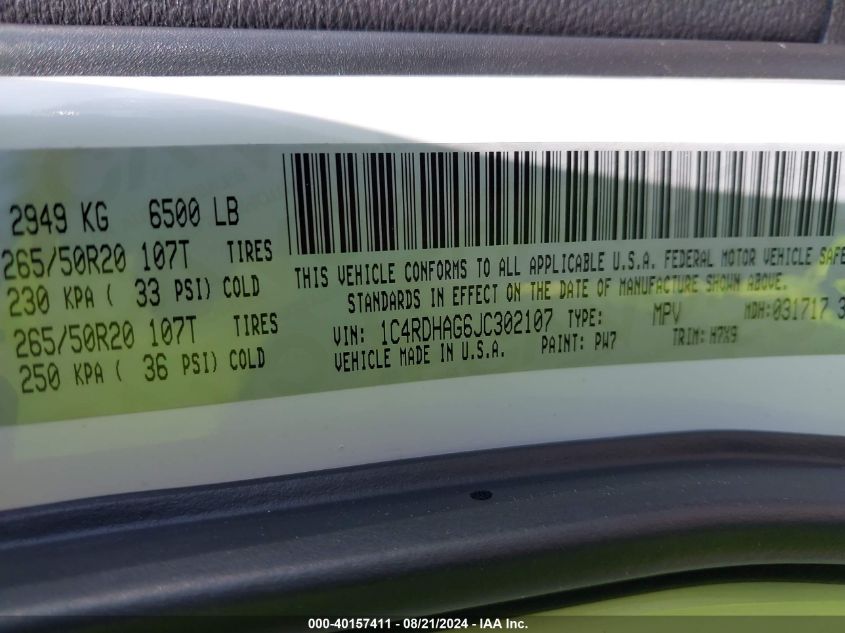 2949 KG 6500 LB
265/50R20 107T TIRES
230 KPA ( 33 PSI) COLD
265/50R20 107T TIRES
250 KPA ( 36 PSI) COLD
THIS VEHICLE CONFORMS TO ALL APPLICABLE U.S.A. FEDERAL MOTOR VEHICLE SAFE
STANDARDS IN EFFECT ON THE DATE OF MANUFACTURE SHOWN ABOVE.
VIN: 1C4RDHAG6JC302107 TYPE: MPV MDH:031717 3
VEHICLE MADE IN U.S.A. PAINT: PW7 TRIM: H7X9
000-40157411 - 08/21/2024 - IAA Inc.